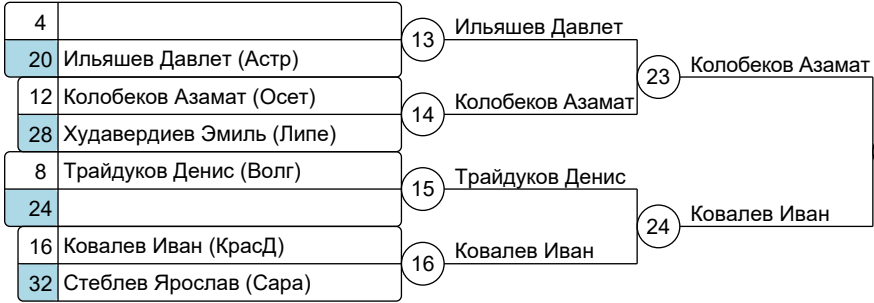 4
13
Ильяшев Давлет
20 Ильяшев Давлет (Астр)
23
Колобеков Азамат
12 Колобеков Азамат (Осет)
14
Колобеков Азамат
28 Худавердиев Эмиль (Липе)
8 Трайдуков Денис (Волг)
15
Трайдуков Денис
24
24
Ковалев Иван
16 Ковалев Иван (КрасД)
16
Ковалев Иван
32 Стеблев Ярослав (Сара)